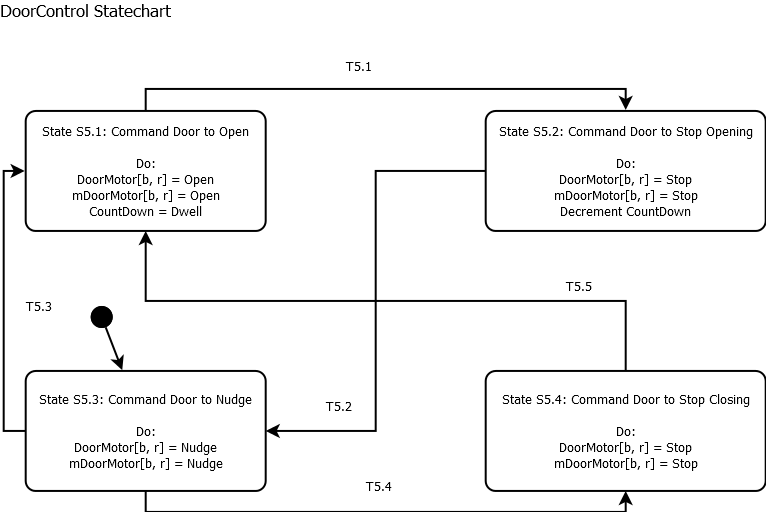 DoorControl Statechart
T5.1
State S5.1: Command Door to Open
Do:
DoorMotor[b, r] = Open
mDoorMotor[b, r] = Open
CountDown = Dwell
State S5.2: Command Door to Stop Opening
Do:
DoorMotor[b, r] = Stop
mDoorMotor[b, r] = Stop
Decrement CountDown
T5.5
T5.3
T5.2
State S5.3: Command Door to Nudge
Do:
DoorMotor[b, r] = Nudge
mDoorMotor[b, r] = Nudge
State S5.4: Command Door to Stop Closing
Do:
DoorMotor[b, r] = Stop
mDoorMotor[b, r] = Stop
T5.4